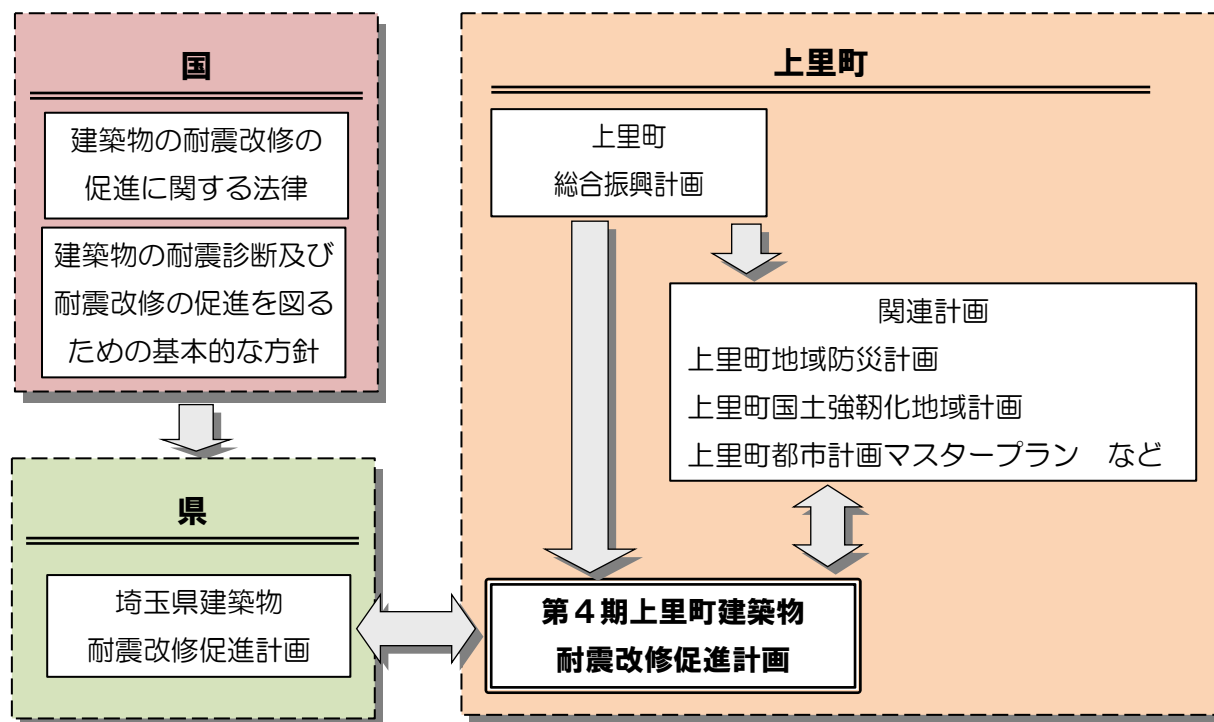 国
建築物の耐震改修の
促進に関する法律
建築物の耐震診断及び
耐震改修の促進を図る
ための基本的な方針
県
埼玉県建築物
耐震改修促進計画
上里町
上里町
総合振興計画
関連計画
上里町地域防災計画
上里町国土強靭化地域計画
上里町都市計画マスタープラン　など
第４期上里町建築物
耐震改修促進計画